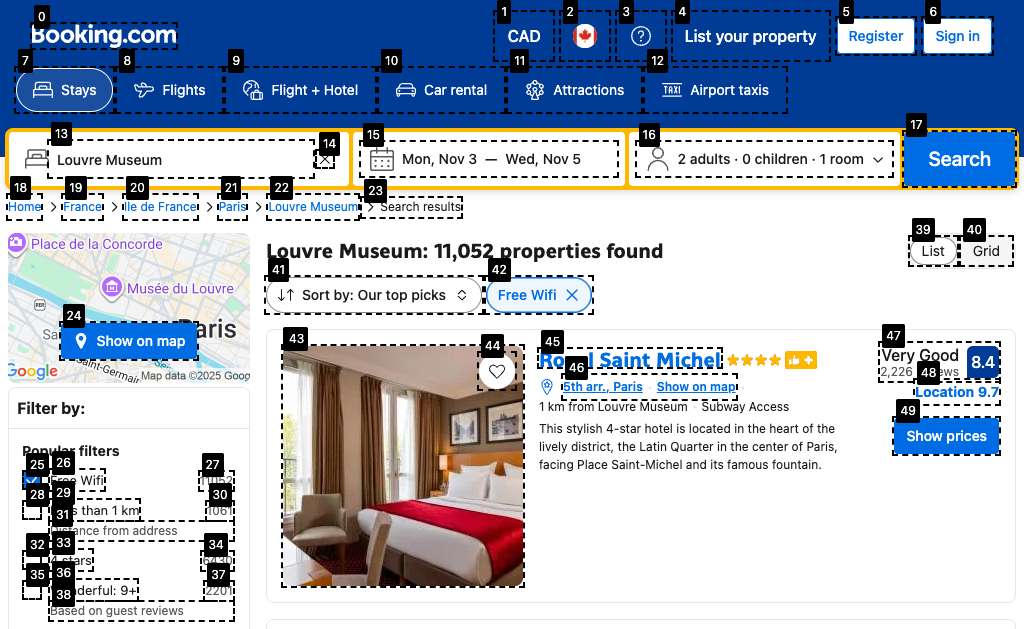 Booking.com
CAD
List your property
Register
Sign in
Stays
Flights
Flight + Hotel
Car rental
Attractions
Airport taxis
Louvre Museum
Mon, Nov 3 — Wed, Nov 5
2 adults · 0 children · 1 room
Search
Home
France
Ile de France
Paris
Louvre Museum
Search results
Place de la Concorde
Musée du Louvre
RER
Paris
Show on map
Saint-Germain
Google
Map data ©2025 Goog
Louvre Museum: 11,052 properties found
List
Grid
Sort by: Our top picks
Free Wifi
Filter by:
Popular filters
Free Wifi
11052
than 1 km
1061
Distance from address
4 stars
6430
9+
2201
Based on guest reviews
Saint Michel
5th arr., Paris
Show on map
1 km from Louvre Museum
Subway Access
This stylish 4-star hotel is located in the heart of the
lively district, the Latin Quarter in the center of Paris,
facing Place Saint-Michel and its famous fountain.
Very Good
2,226
8.4
Location 9.7
Show prices
0
1
2
3
4
5
6
7
8
9
10
11
12
13
14
15
16
17
18
19
20
21
22
23
24
25
26
27
28
29
30
31
32
33
34
35
36
37
38
39
40
41
42
43
44
45
46
47
48
49